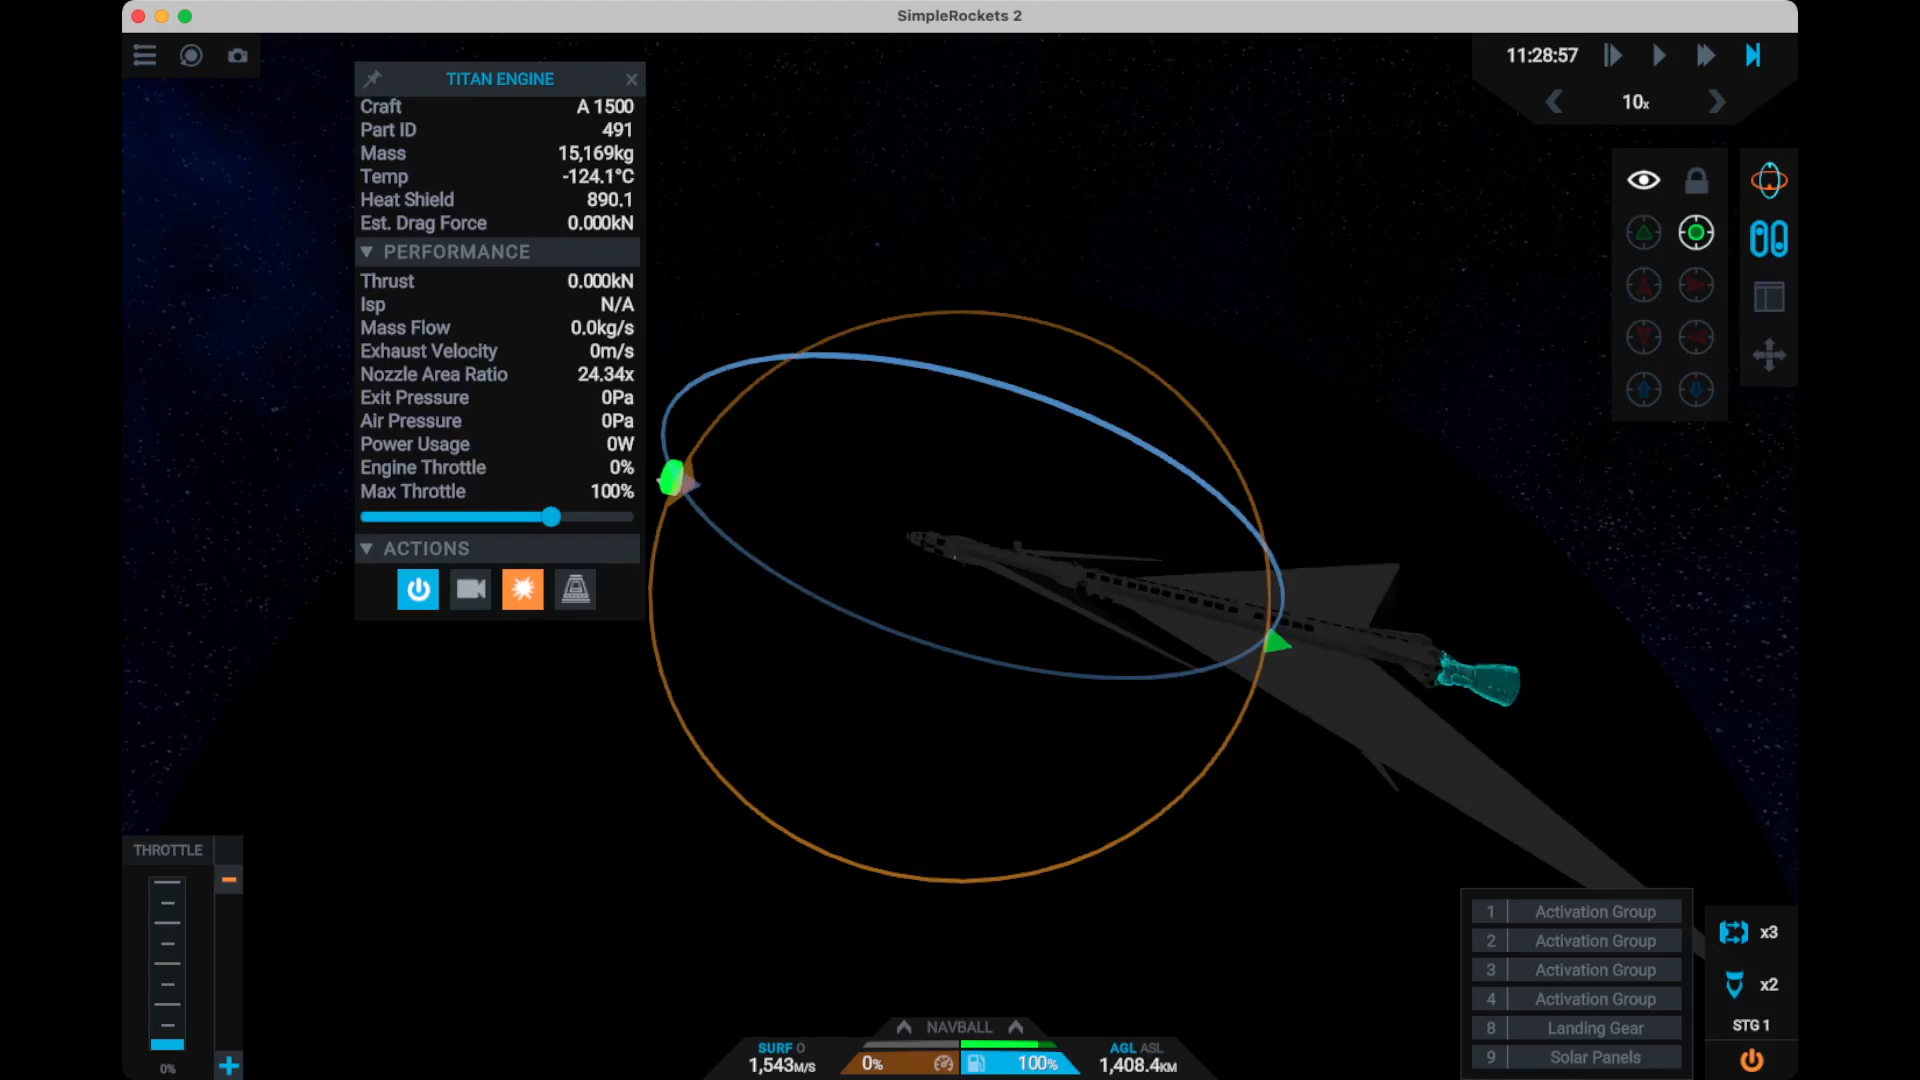 SimpleRockets 2
11:28:57
10x
TITAN ENGINE
Craft A 1500
Part ID 491
Mass 15,169kg
Temp -124.1°C
Heat Shield 890.1
Est. Drag Force 0.000kN
PERFORMANCE
Thrust 0.000kN
Isp N/A
Mass Flow 0.0kg/s
Exhaust Velocity 0m/s
Nozzle Area Ratio 24.34x
Exit Pressure 0Pa
Air Pressure 0Pa
Power Usage 0W
Engine Throttle 0%
Max Throttle 100%
ACTIONS
THROTTLE
0%
NAVBALL
SURF O
1,543M/S
0%
100%
AGL ASL
1,408.4KM
1 Activation Group
2 Activation Group
3 Activation Group
4 Activation Group
8 Landing Gear
9 Solar Panels
x3
x2
STG 1